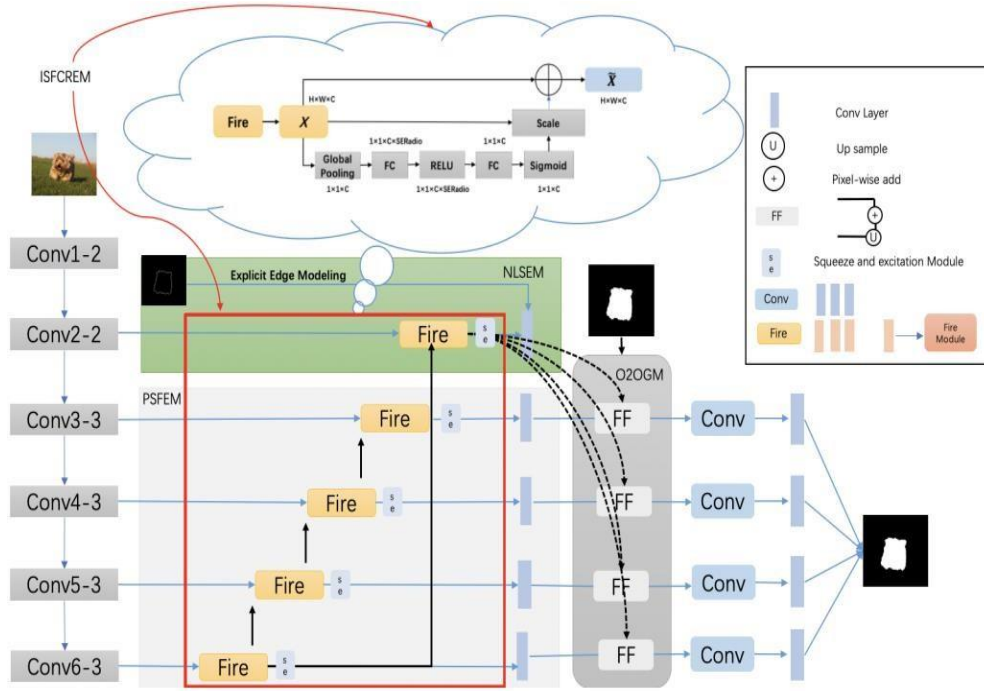 ISFCREM
H×W×C
Fire
X
X̃
H×W×C
Scale
1×1×C×SERadio
1×1×C
Global
Pooling
FC
RELU
FC
Sigmoid
1×1×C
1×1×C×SERadio
1×1×C
Conv Layer
U
Up sample
+
Pixel-wise add
FF
+
U
s
e
Squeeze and excitation Module
Conv
Fire
Fire
Module
Conv1-2
Explicit Edge Modeling
NLSEM
Conv2-2
Fire
s
e
O2OGM
PSFEM
Conv3-3
Fire
s
e
FF
Conv
Conv4-3
Fire
s
e
FF
Conv
Conv5-3
Fire
s
e
FF
Conv
Conv6-3
Fire
s
e
FF
Conv